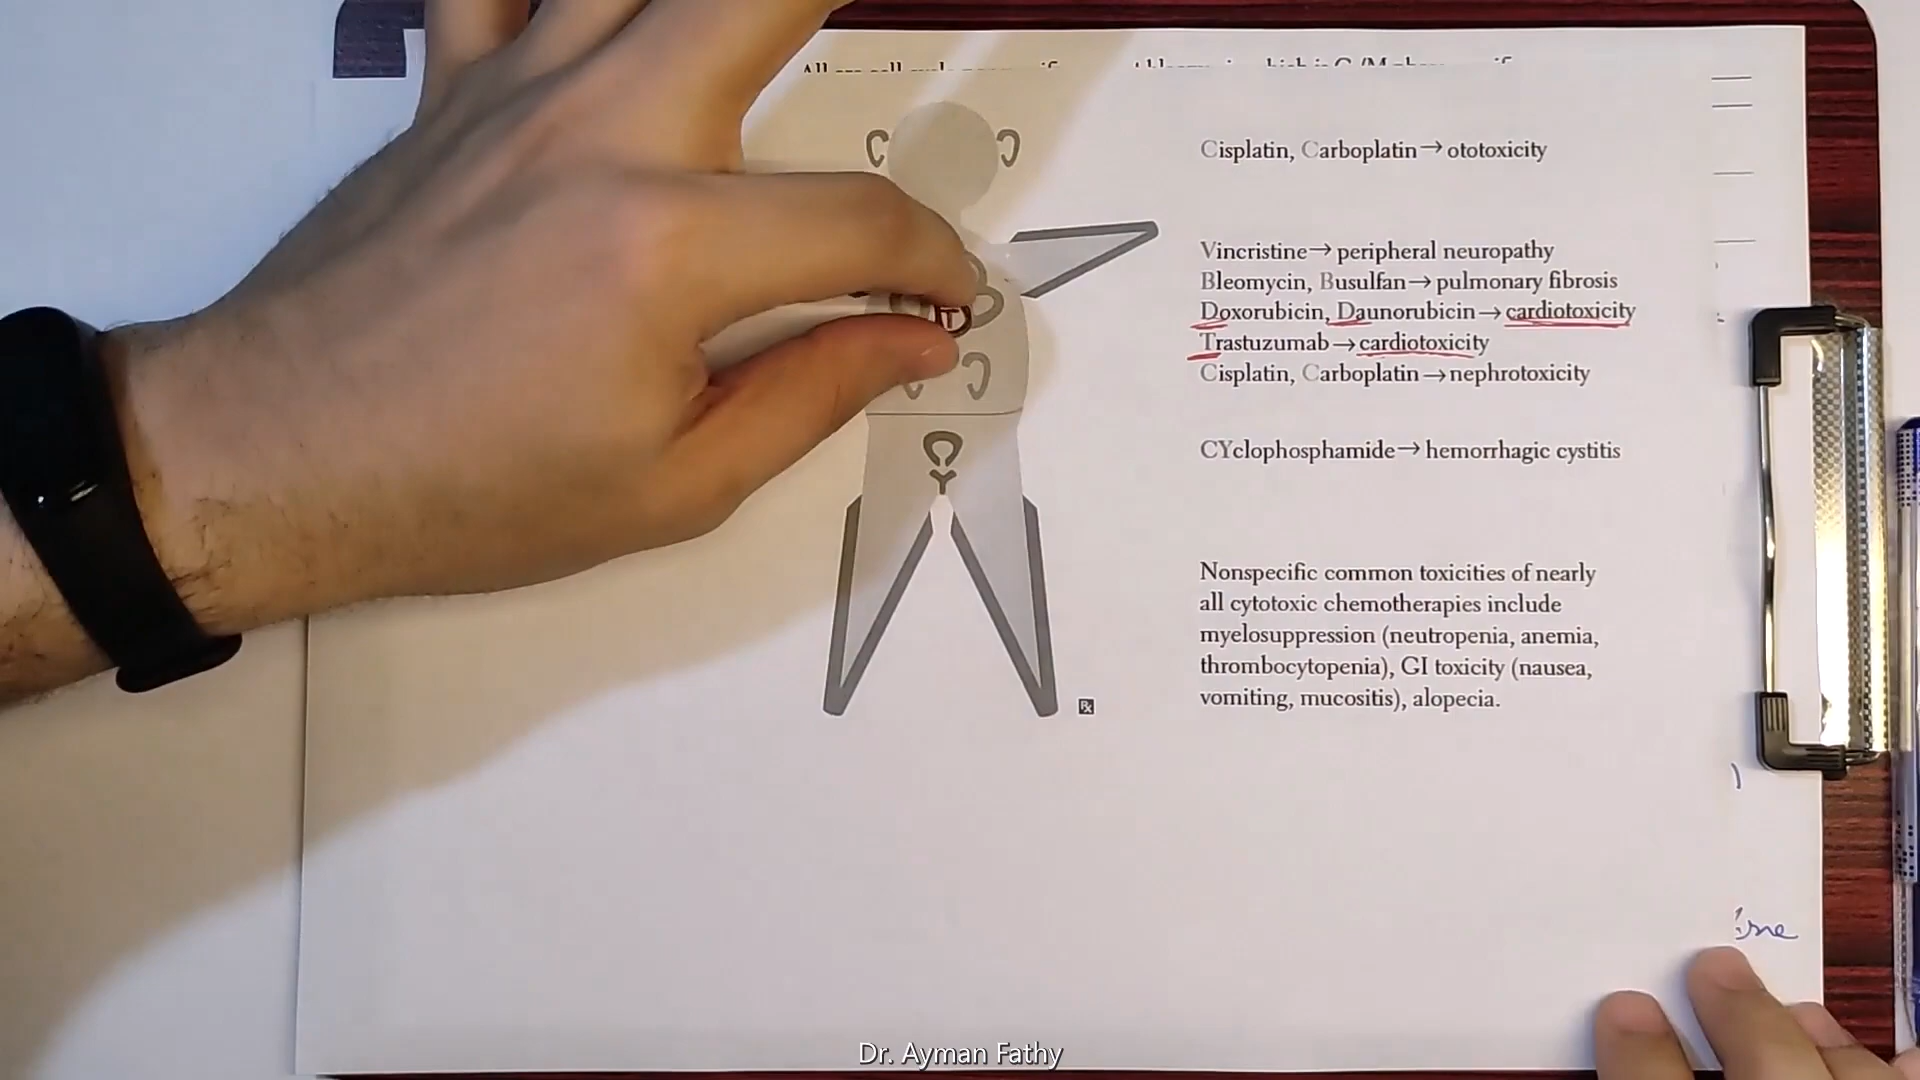 Cisplatin, Carboplatin→ototoxicity
Vincristine→peripheral neuropathy
Bleomycin, Busulfan→pulmonary fibrosis
Doxorubicin, Daunorubicin→cardiotoxicity
Trastuzumab→cardiotoxicity
Cisplatin, Carboplatin→nephrotoxicity
CYclophosphamide→hemorrhagic cystitis
Nonspecific common toxicities of nearly
all cytotoxic chemotherapies include
myelosuppression (neutropenia, anemia,
thrombocytopenia), GI toxicity (nausea,
vomiting, mucositis), alopecia.
C
C
T
C
C
Y
Rx
Dr. Ayman Fathy